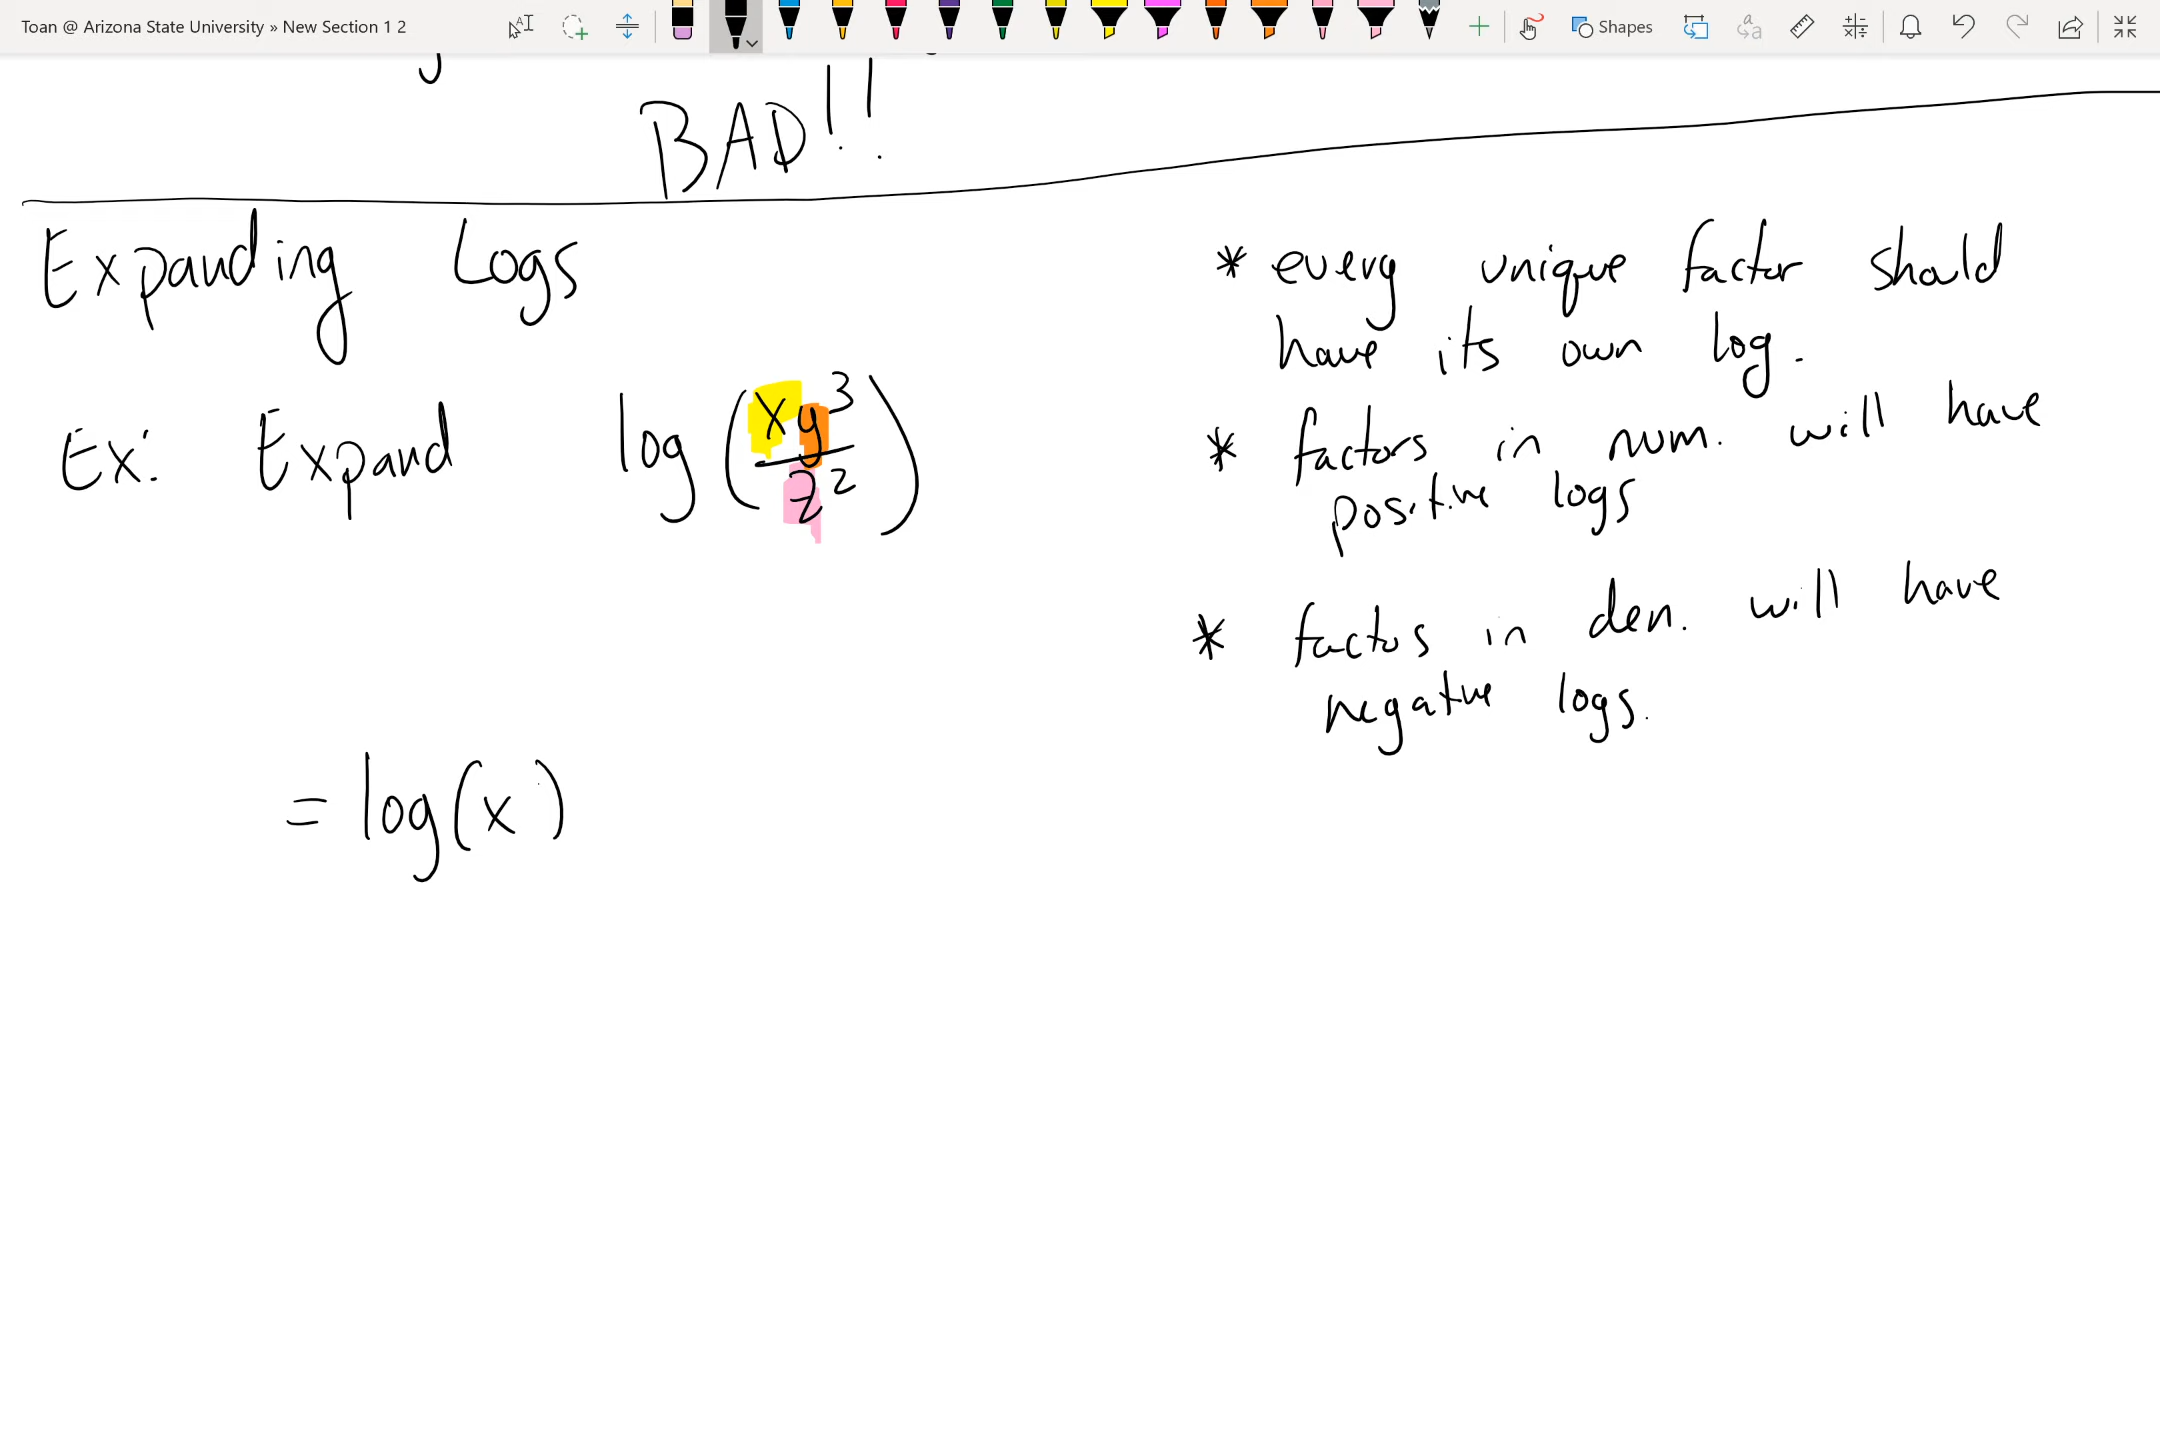 Toan @ Arizona State University » New Section 1 2
Shapes
BAD!!
Expanding Logs
Ex: Expand log(xy³/z²)
= log(x)
* every unique factor should
have its own log.
* factors in num. will have
positive logs
* factos in den. will have
negative logs.